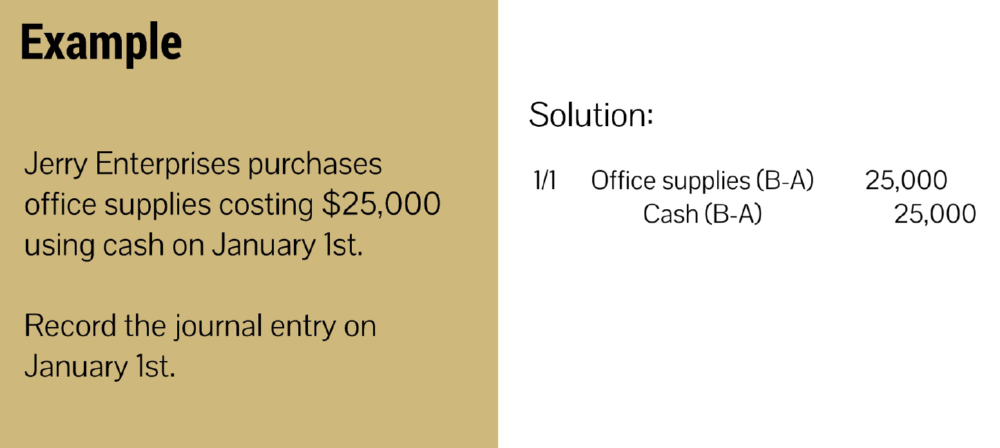 Example
Jerry Enterprises purchases
office supplies costing $25,000
using cash on January 1st.
Record the journal entry on
January 1st.
Solution:
1/1 Office supplies (B-A) 25,000
Cash (B-A) 25,000